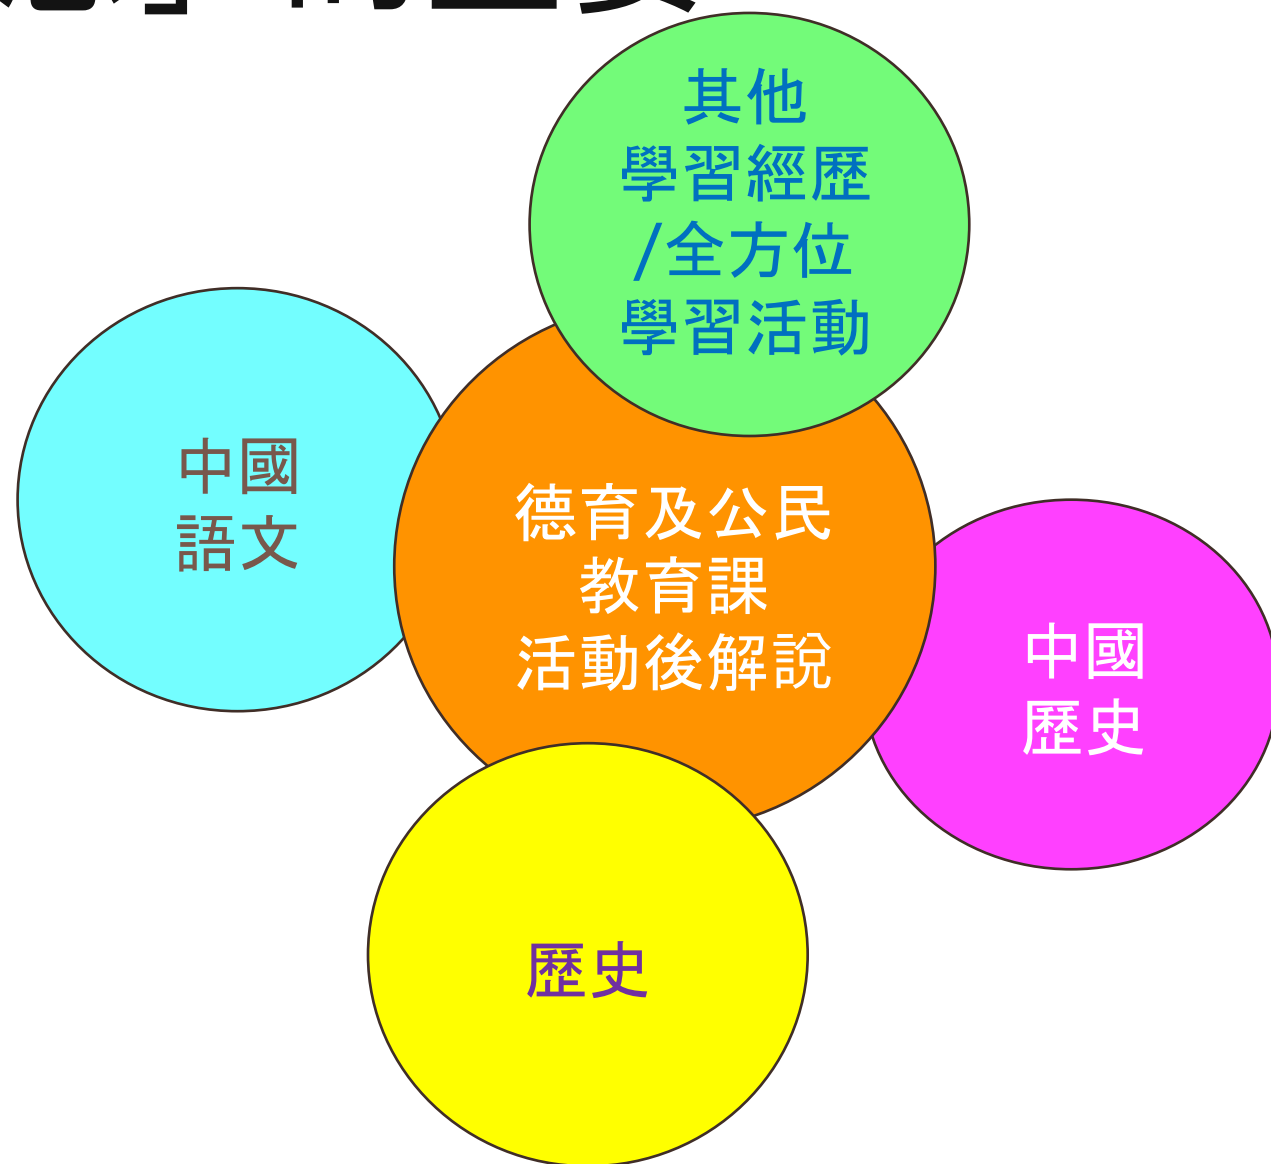 其他
學習經歷
/全方位
學習活動
中國
語文
德育及公民
教育課
活動後解說
中國
歷史
歷史